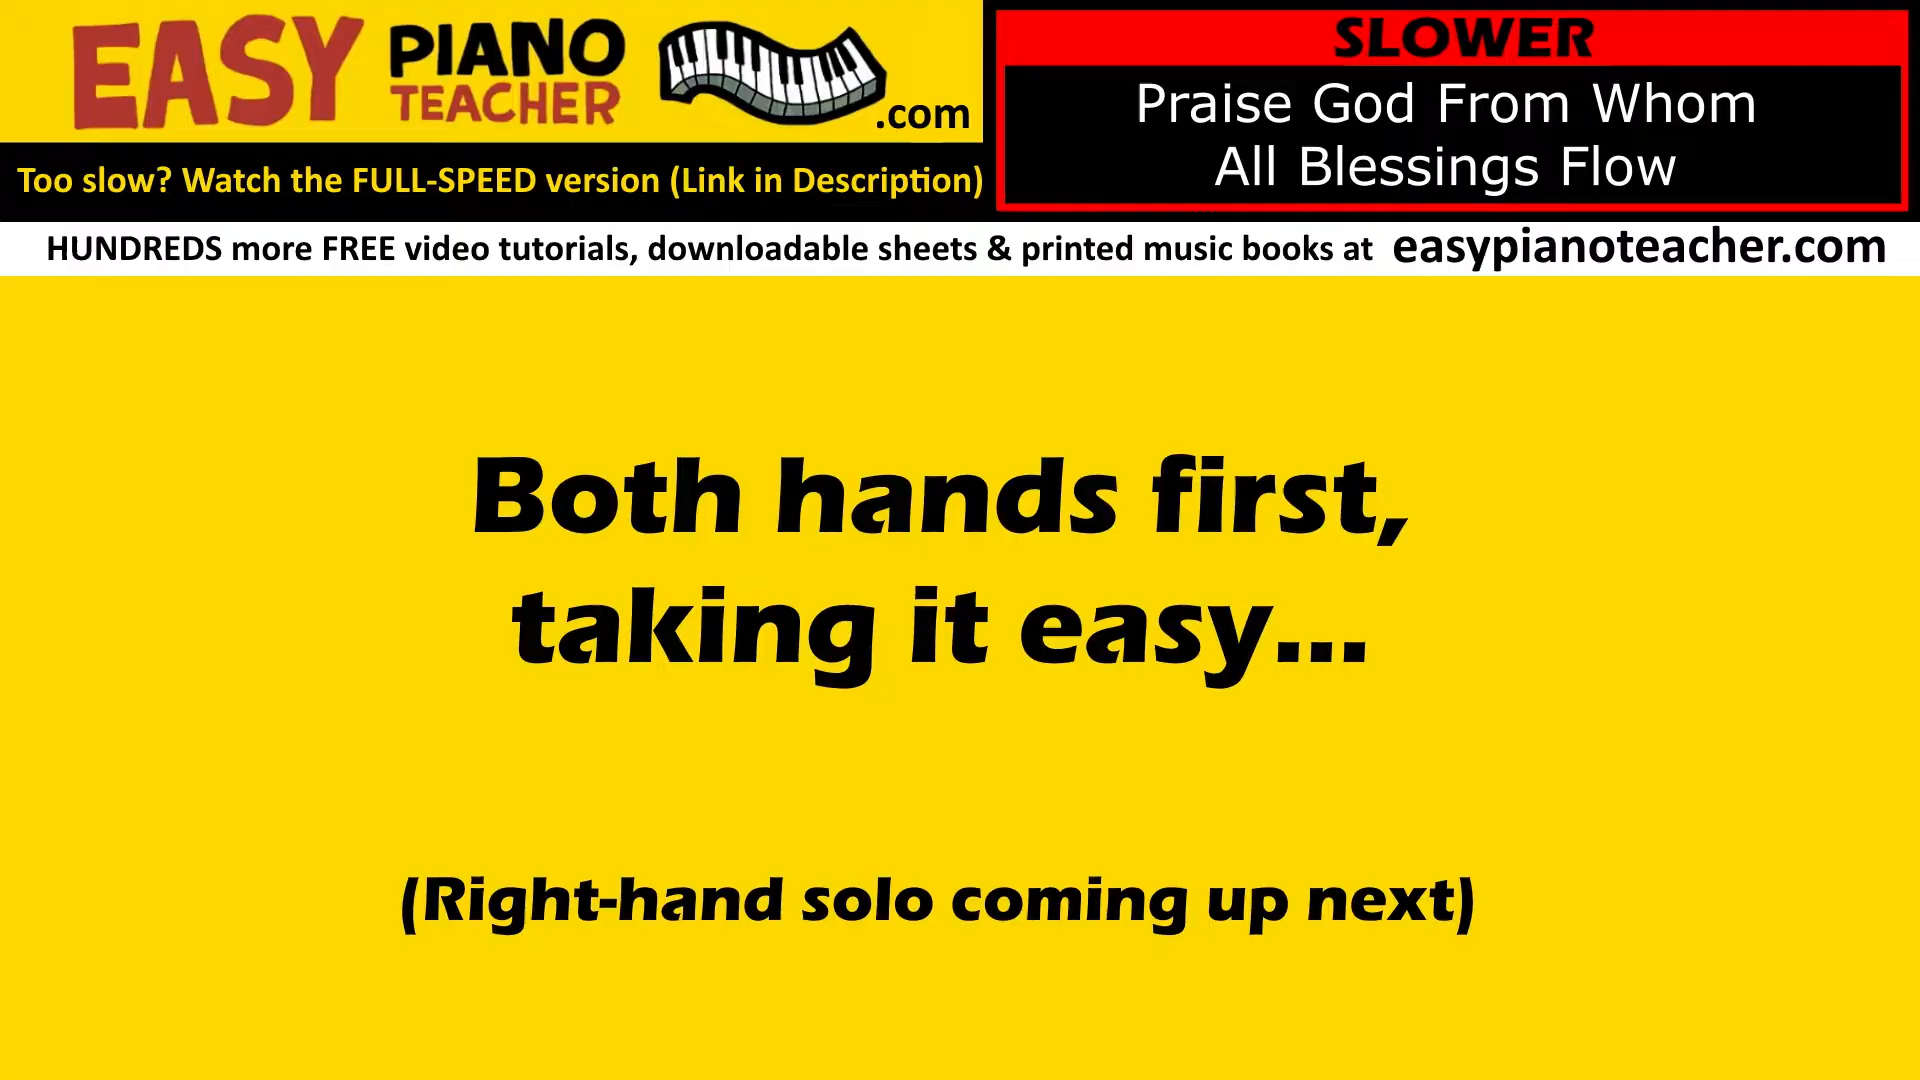 EASY PIANO TEACHER .com
Too slow? Watch the FULL-SPEED version (Link in Description)
SLOWER
Praise God From Whom
All Blessings Flow
HUNDREDS more FREE video tutorials, downloadable sheets & printed music books at easypianoteacher.com
Both hands first,
taking it easy...
(Right-hand solo coming up next)